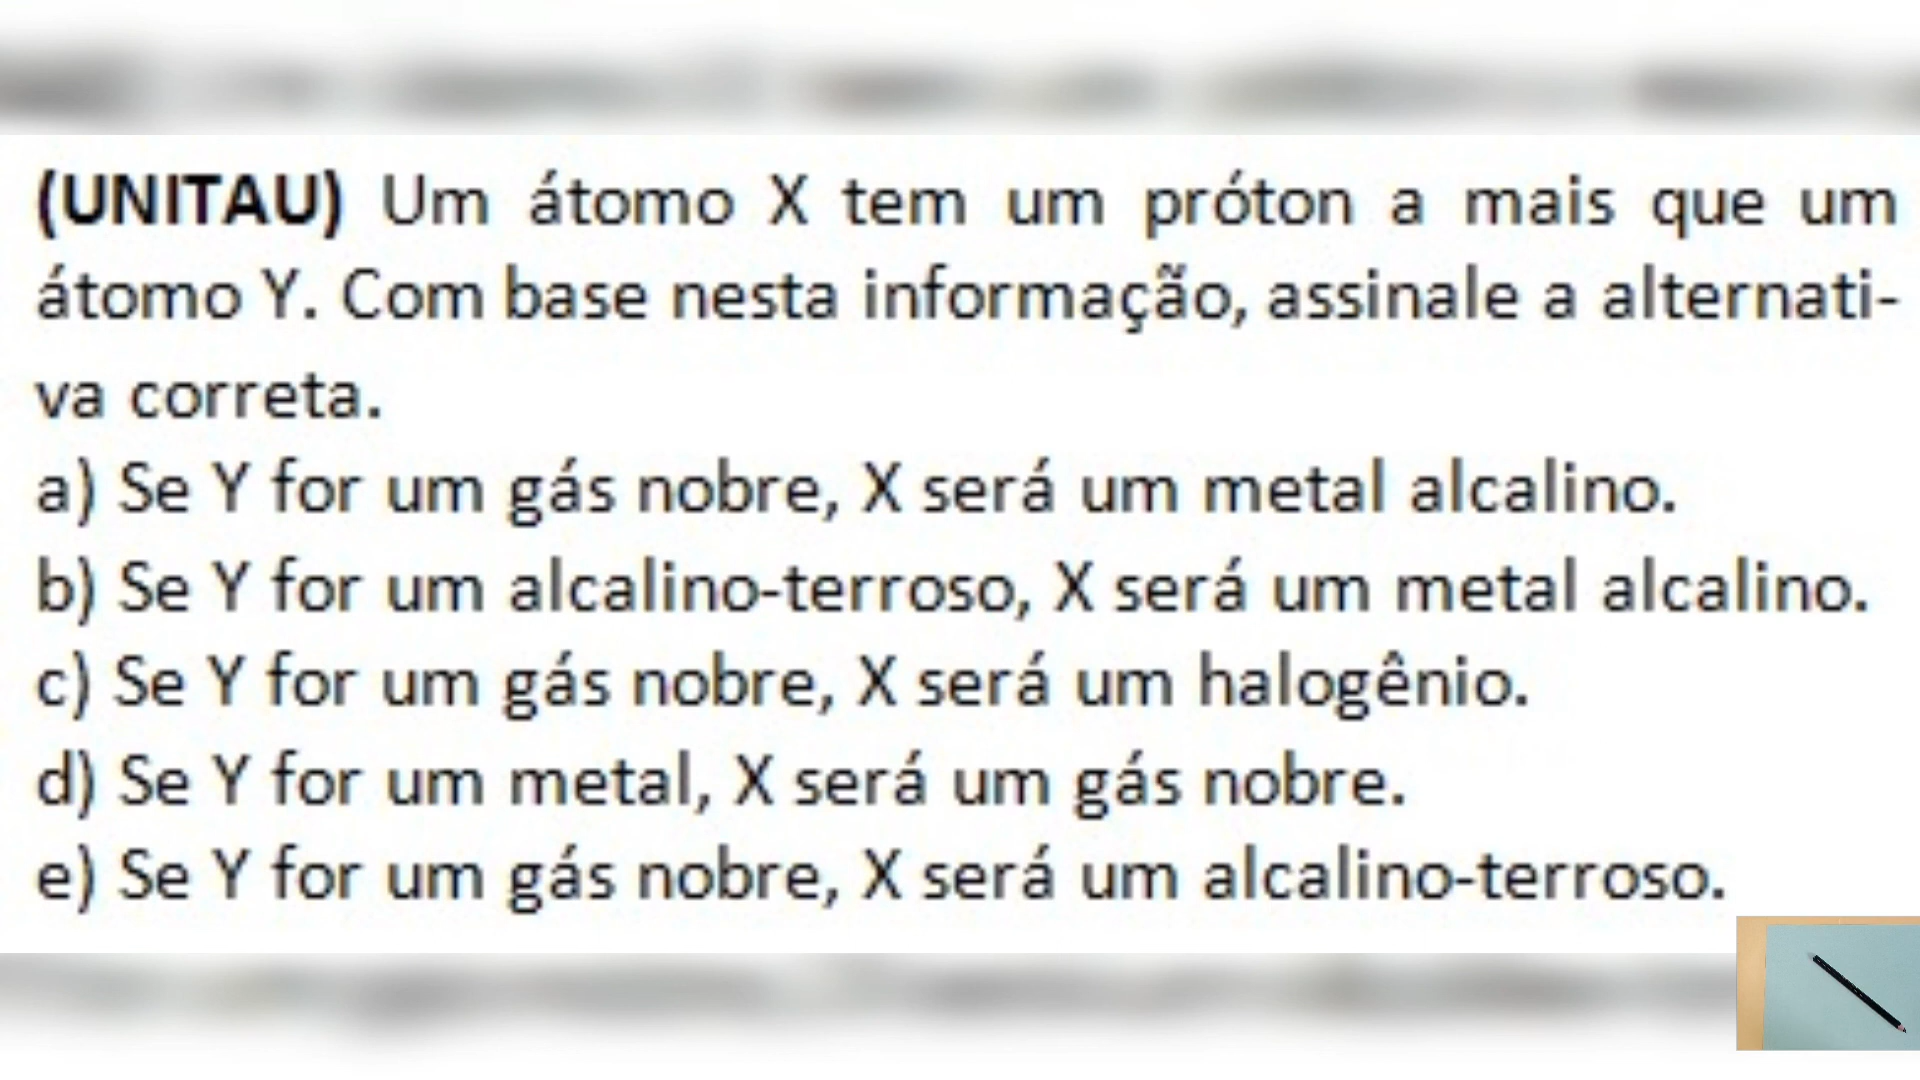 (UNITAU) Um átomo X tem um próton a mais que um
átomo Y. Com base nesta informação, assinale a alternati-
va correta.
a) Se Y for um gás nobre, X será um metal alcalino.
b) Se Y for um alcalino-terroso, X será um metal alcalino.
c) Se Y for um gás nobre, X será um halogênio.
d) Se Y for um metal, X será um gás nobre.
e) Se Y for um gás nobre, X será um alcalino-terroso.